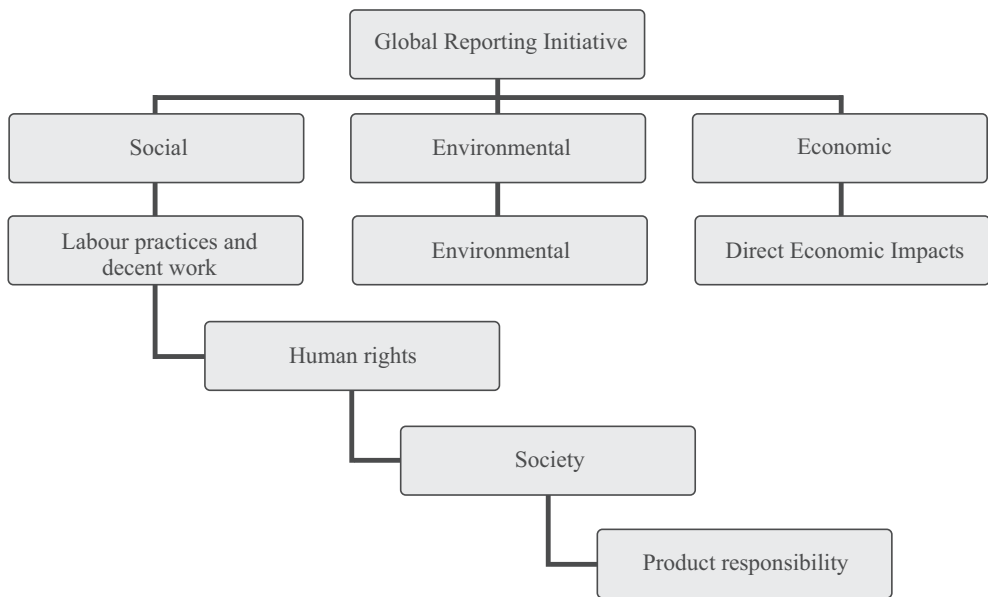 Global Reporting Initiative
Social
Environmental
Economic
Labour practices and
decent work
Environmental
Direct Economic Impacts
Human rights
Society
Product responsibility